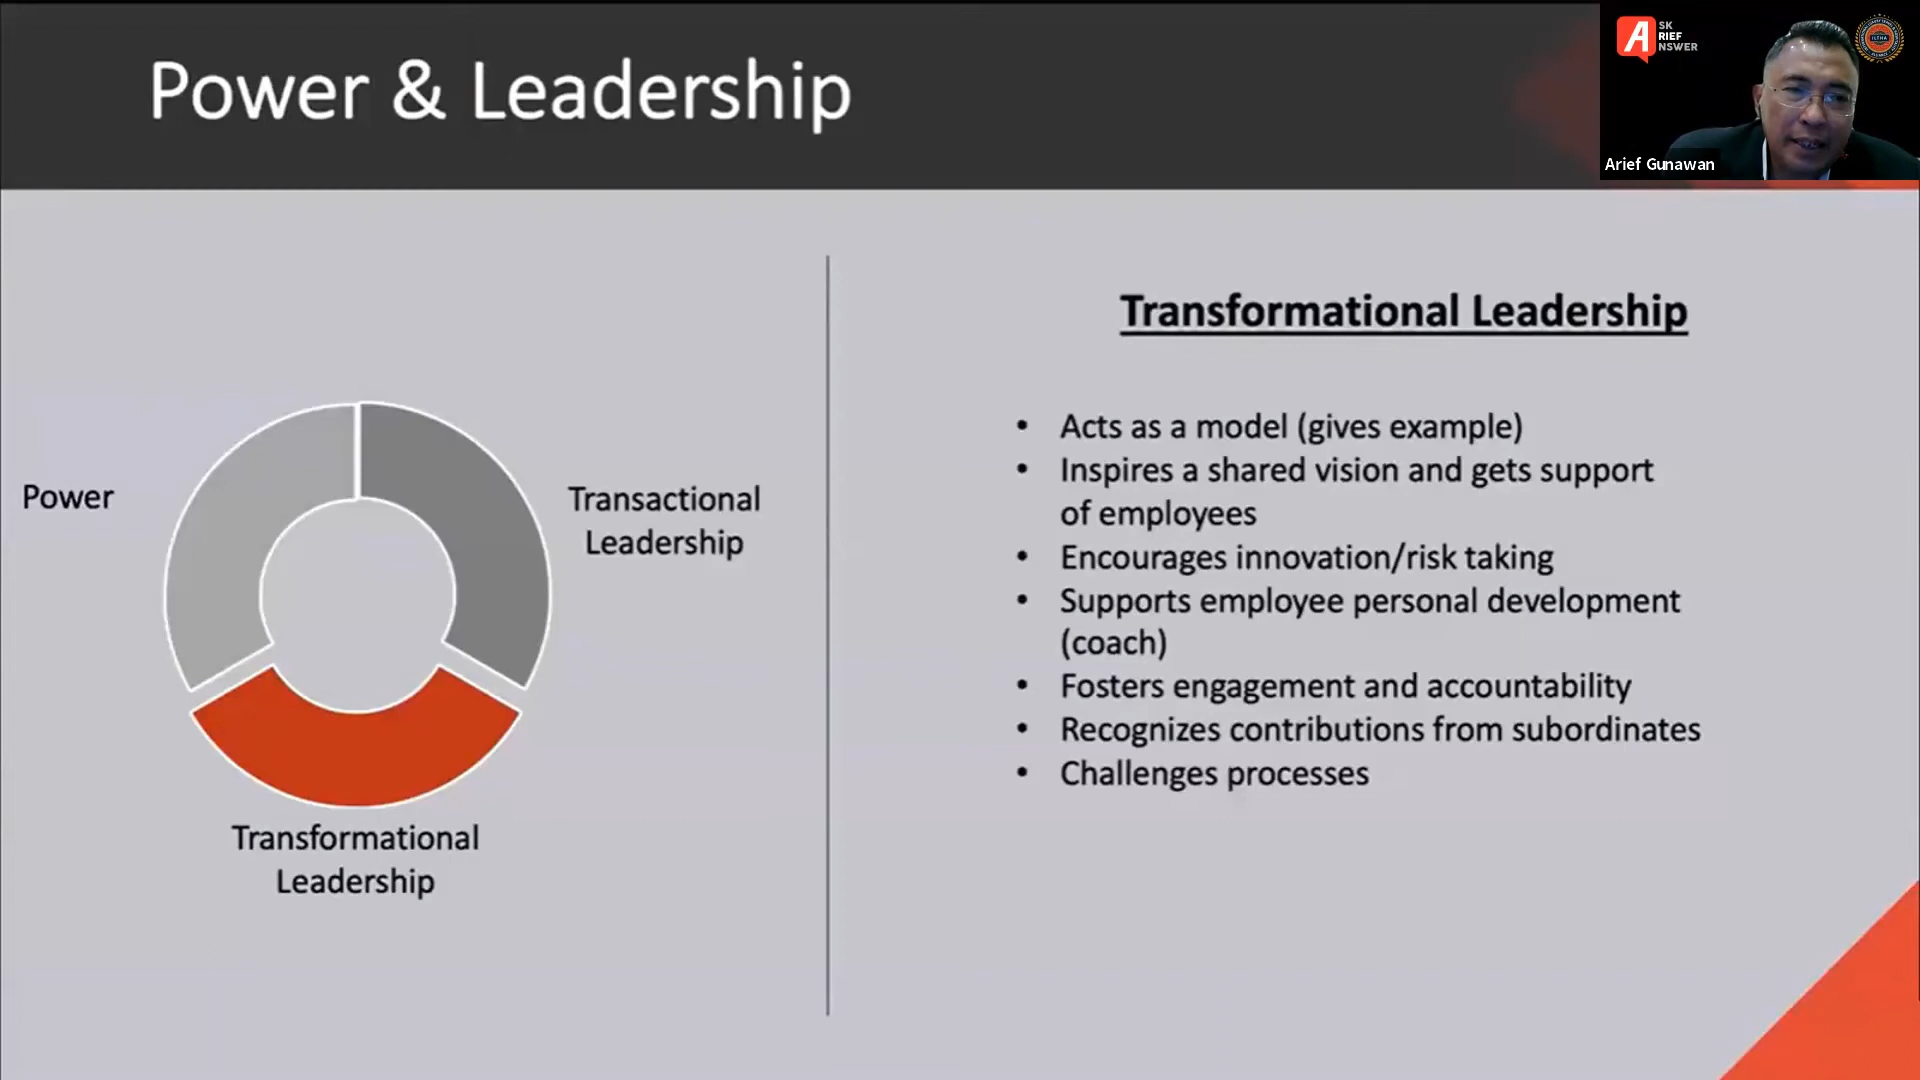 Power & Leadership
A
SK
RIEF
NSWER
Arief Gunawan
Power
Transactional
Leadership
Transformational
Leadership
Transformational Leadership
• Acts as a model (gives example)
• Inspires a shared vision and gets support
of employees
• Encourages innovation/risk taking
• Supports employee personal development
(coach)
• Fosters engagement and accountability
• Recognizes contributions from subordinates
• Challenges processes